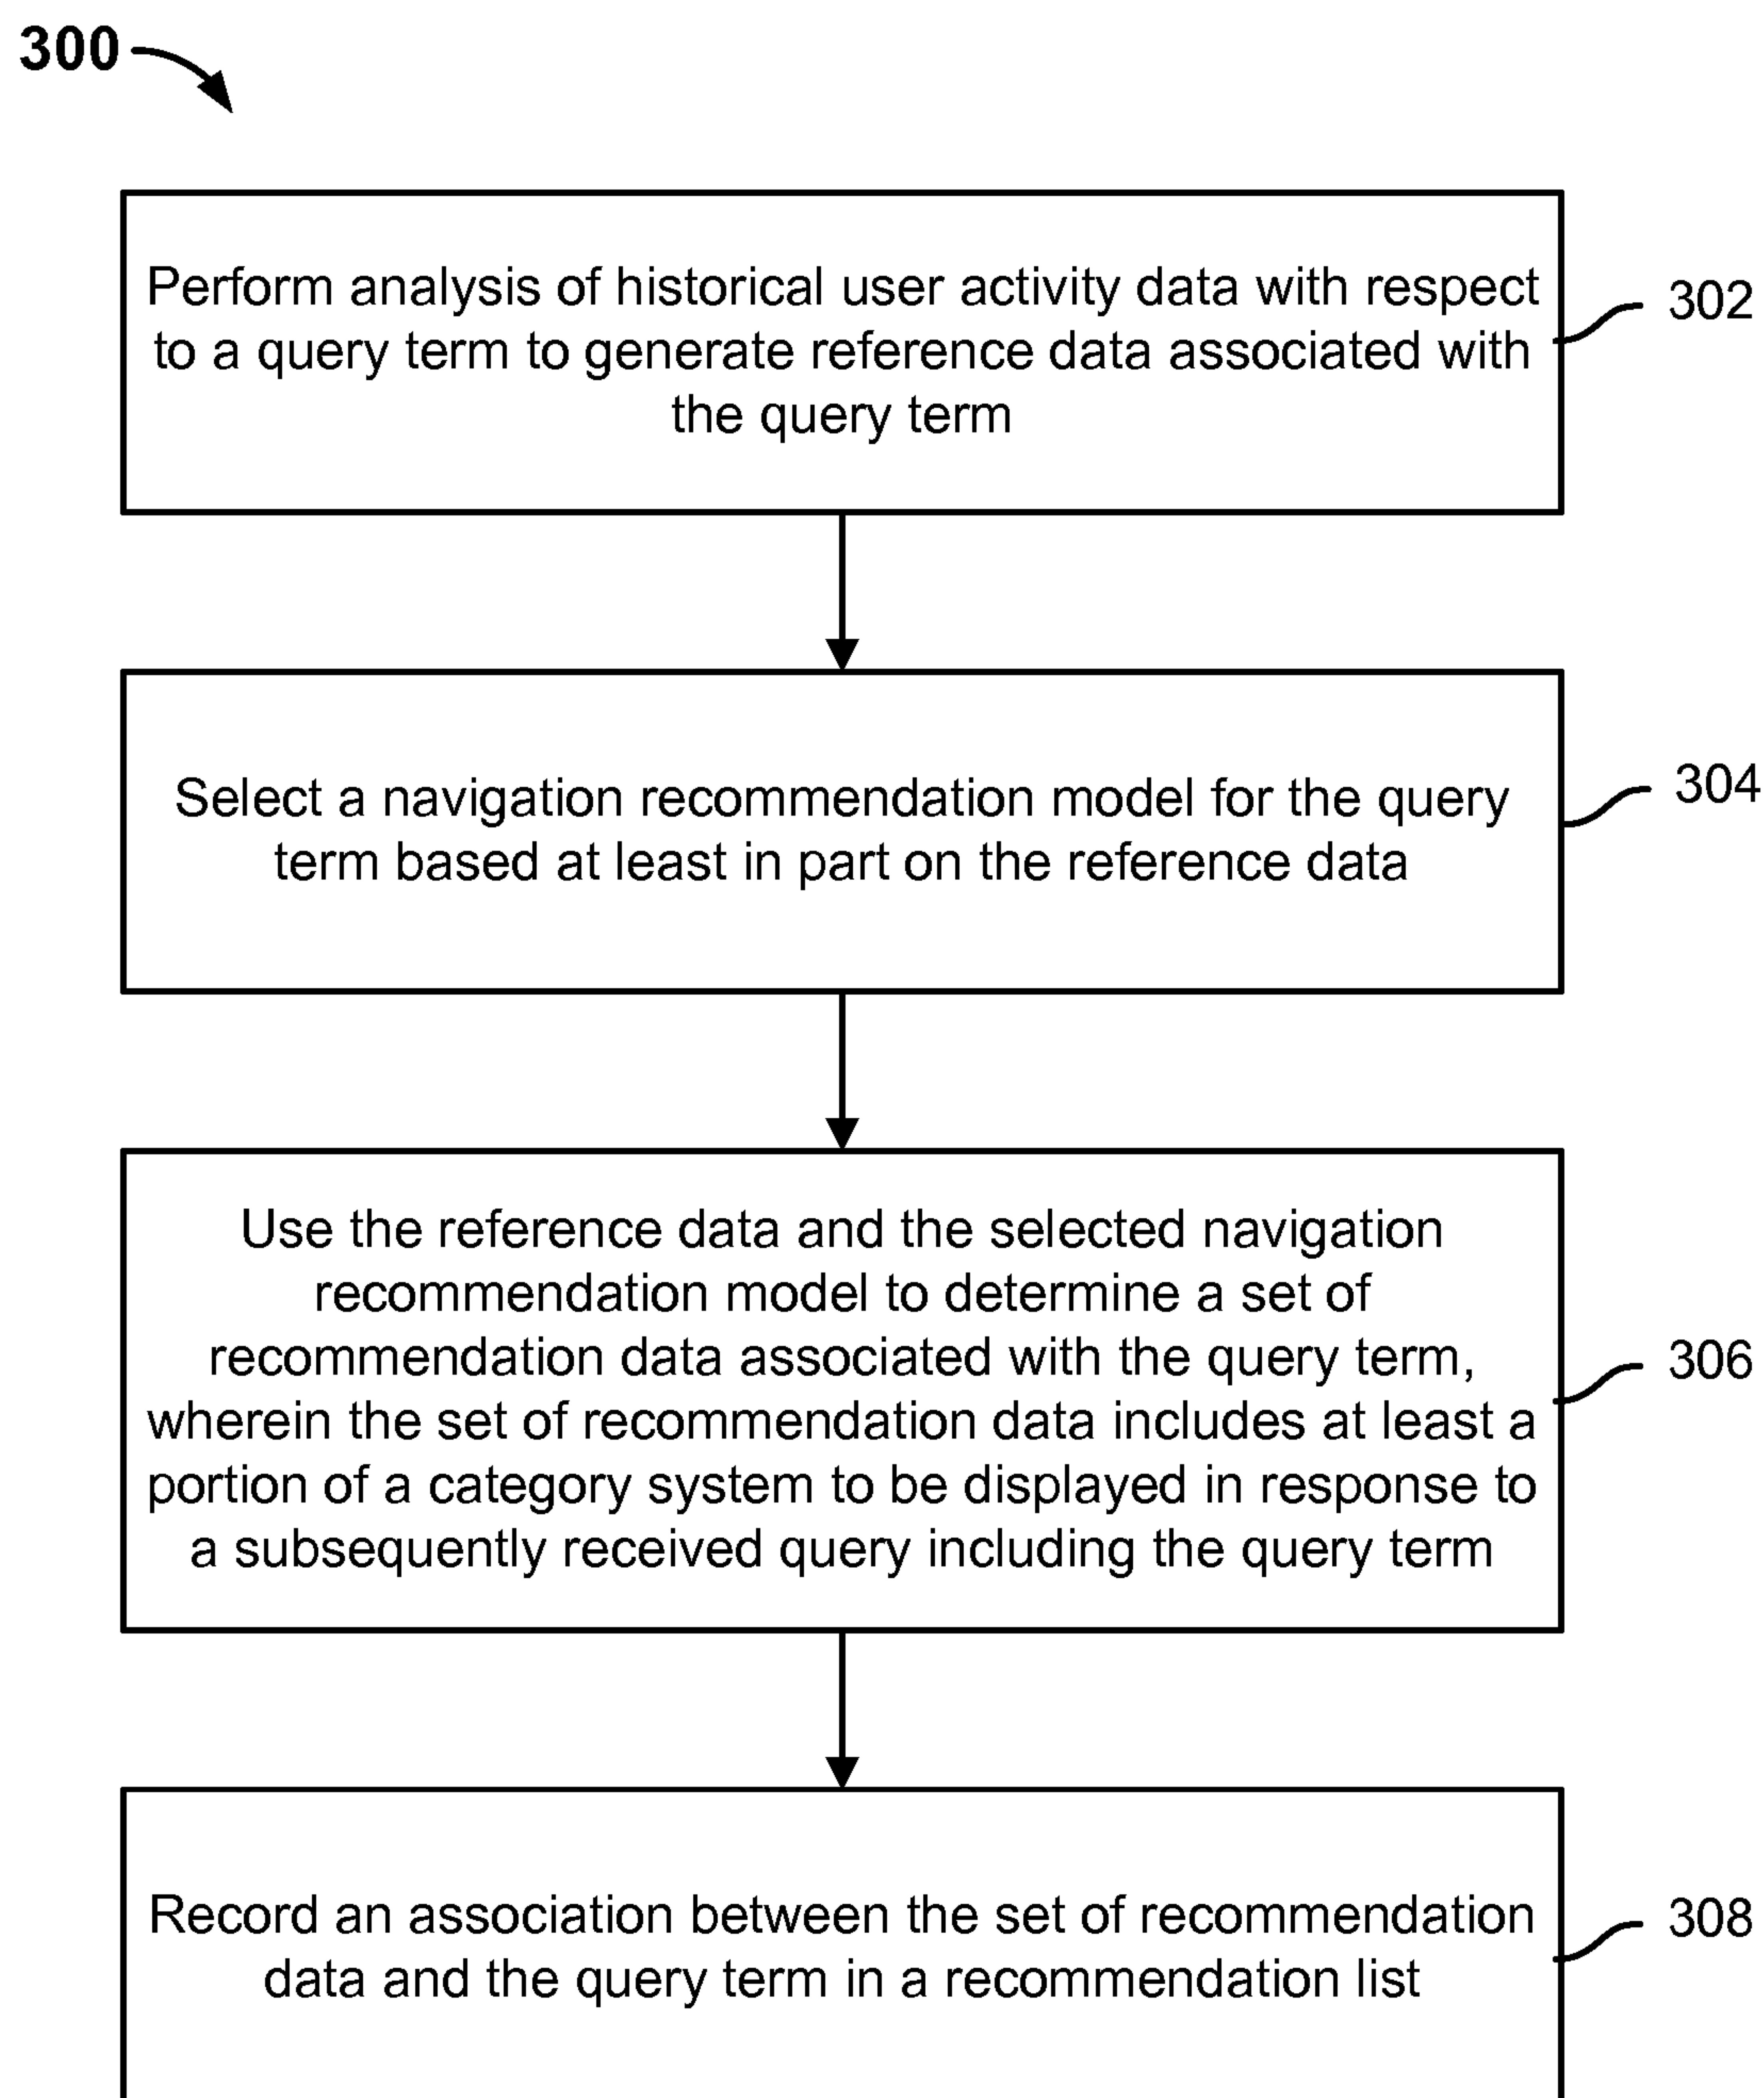 300
Perform analysis of historical user activity data with respect
to a query term to generate reference data associated with
the query term
302
Select a navigation recommendation model for the query
term based at least in part on the reference data
304
Use the reference data and the selected navigation
recommendation model to determine a set of
recommendation data associated with the query term,
wherein the set of recommendation data includes at least a
portion of a category system to be displayed in response to
a subsequently received query including the query term
306
Record an association between the set of recommendation
data and the query term in a recommendation list
308